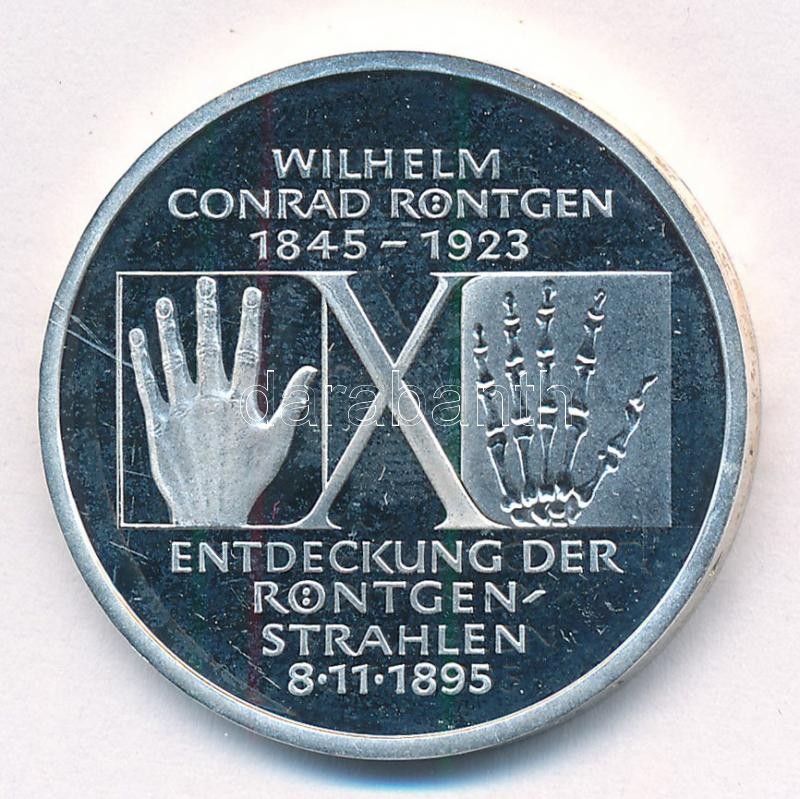 WILHELM
CONRAD RÖNTGEN
1845–1923
X
darabanth
ENTDECKUNG DER
RÖNTGEN-
STRAHLEN
8·11·1895